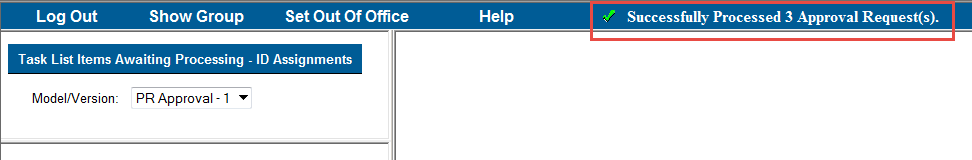 Log Out Show Group Set Out Of Office Help Successfully Processed 3 Approval Request(s).
Task List Items Awaiting Processing - ID Assignments
Model/Version: PR Approval - 1